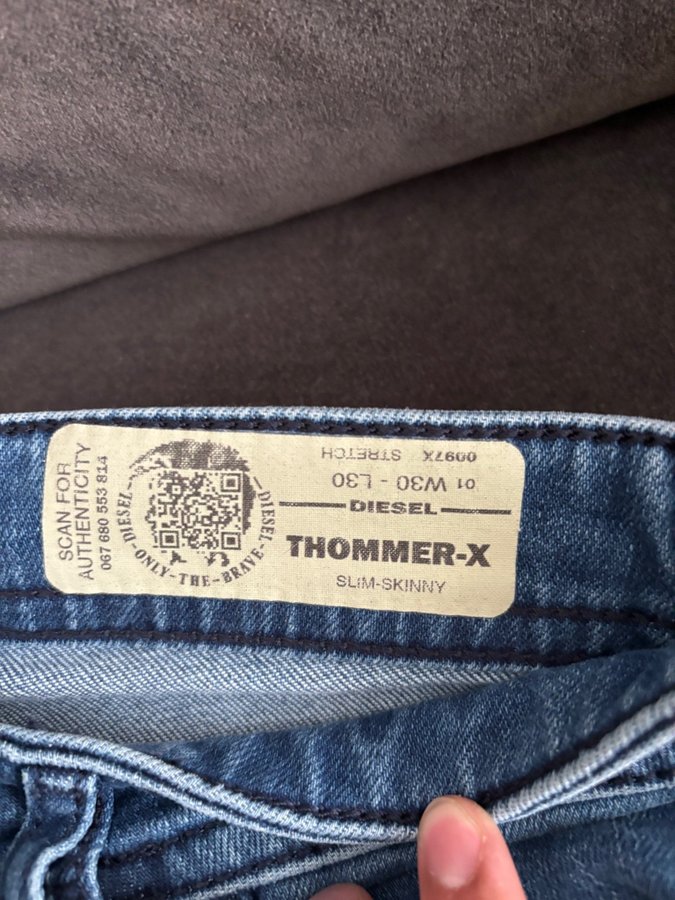 SCAN FOR
AUTHENTICITY
067 680 553 814
DIESEL
DIESEL
-ONLY-THE-BRAVE-
0097X STRETCH
01 W30 - L30
DIESEL
THOMMER-X
SLIM-SKINNY